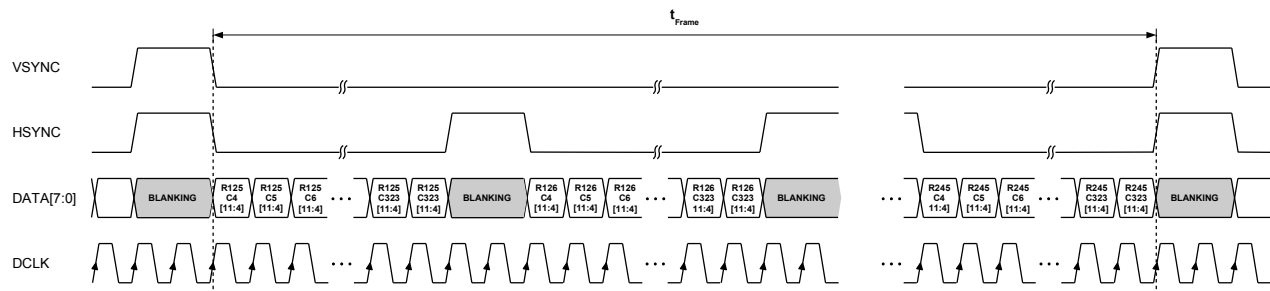 tFrame
VSYNC
HSYNC
DATA[7:0]
BLANKING
R125
C4
[11:4]
R125
C5
[11:4]
R125
C6
[11:4]
• • •
R125
C323
[11:4]
R125
C323
[11:4]
BLANKING
R126
C4
[11:4]
R126
C5
[11:4]
R126
C6
[11:4]
• • •
R126
C323
11:4]
R126
C323
[11:4]
BLANKING
• • •
R245
C4
11:4]
R245
C5
[11:4]
R245
C6
[11:4]
• • •
R245
C323
[11:4]
R245
C323
11:4]
BLANKING
DCLK
• • •
• • •
• • •
• • •